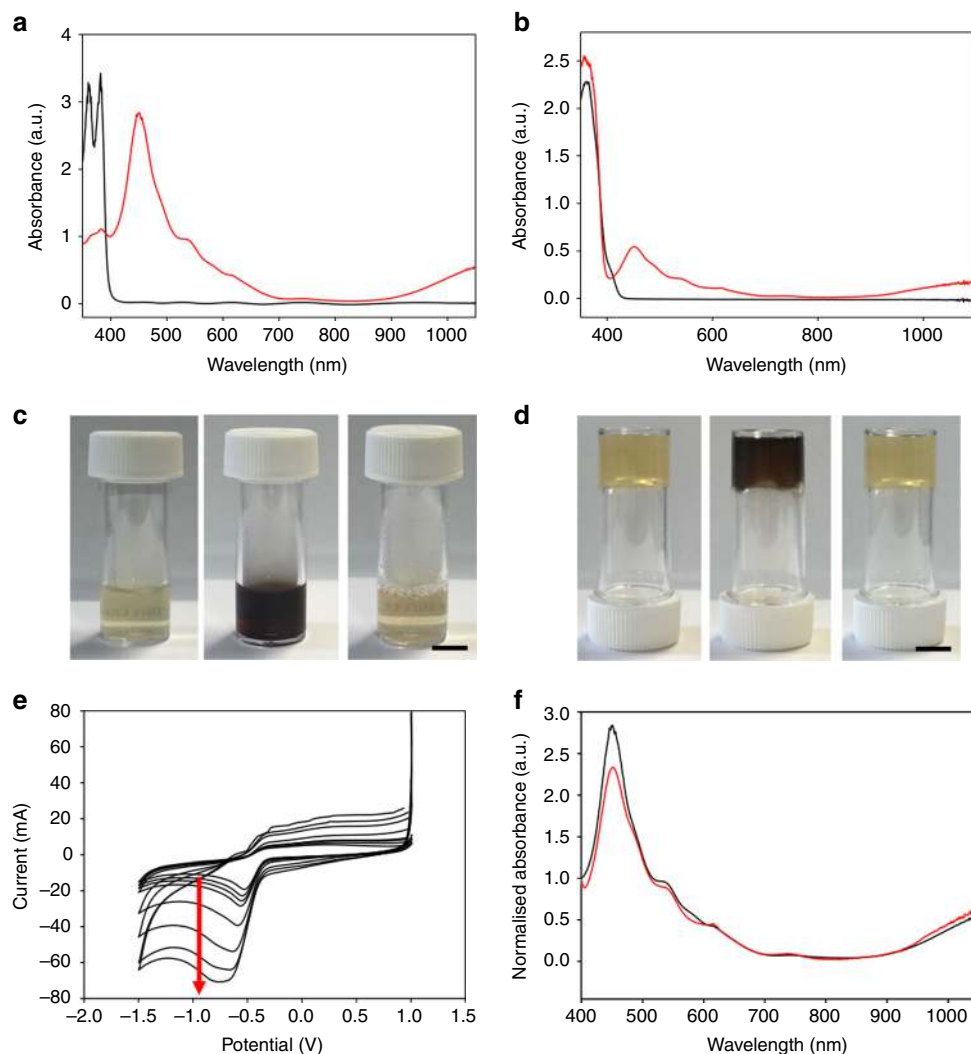 a
4
3
2
1
0
Absorbance (a.u.)
400 500 600 700 800 900 1000
Wavelength (nm)
b
2.5
2.0
1.5
1.0
0.5
0.0
Absorbance (a.u.)
400 600 800 1000
Wavelength (nm)
c
d
e
80
60
40
20
0
−20
−40
−60
−80
Current (mA)
−2.0 −1.5 −1.0 −0.5 0.0 0.5 1.0 1.5
Potential (V)
f
3.0
2.5
2.0
1.5
1.0
0.5
0.0
Normalised absorbance (a.u.)
400 500 600 700 800 900 1000
Wavelength (nm)